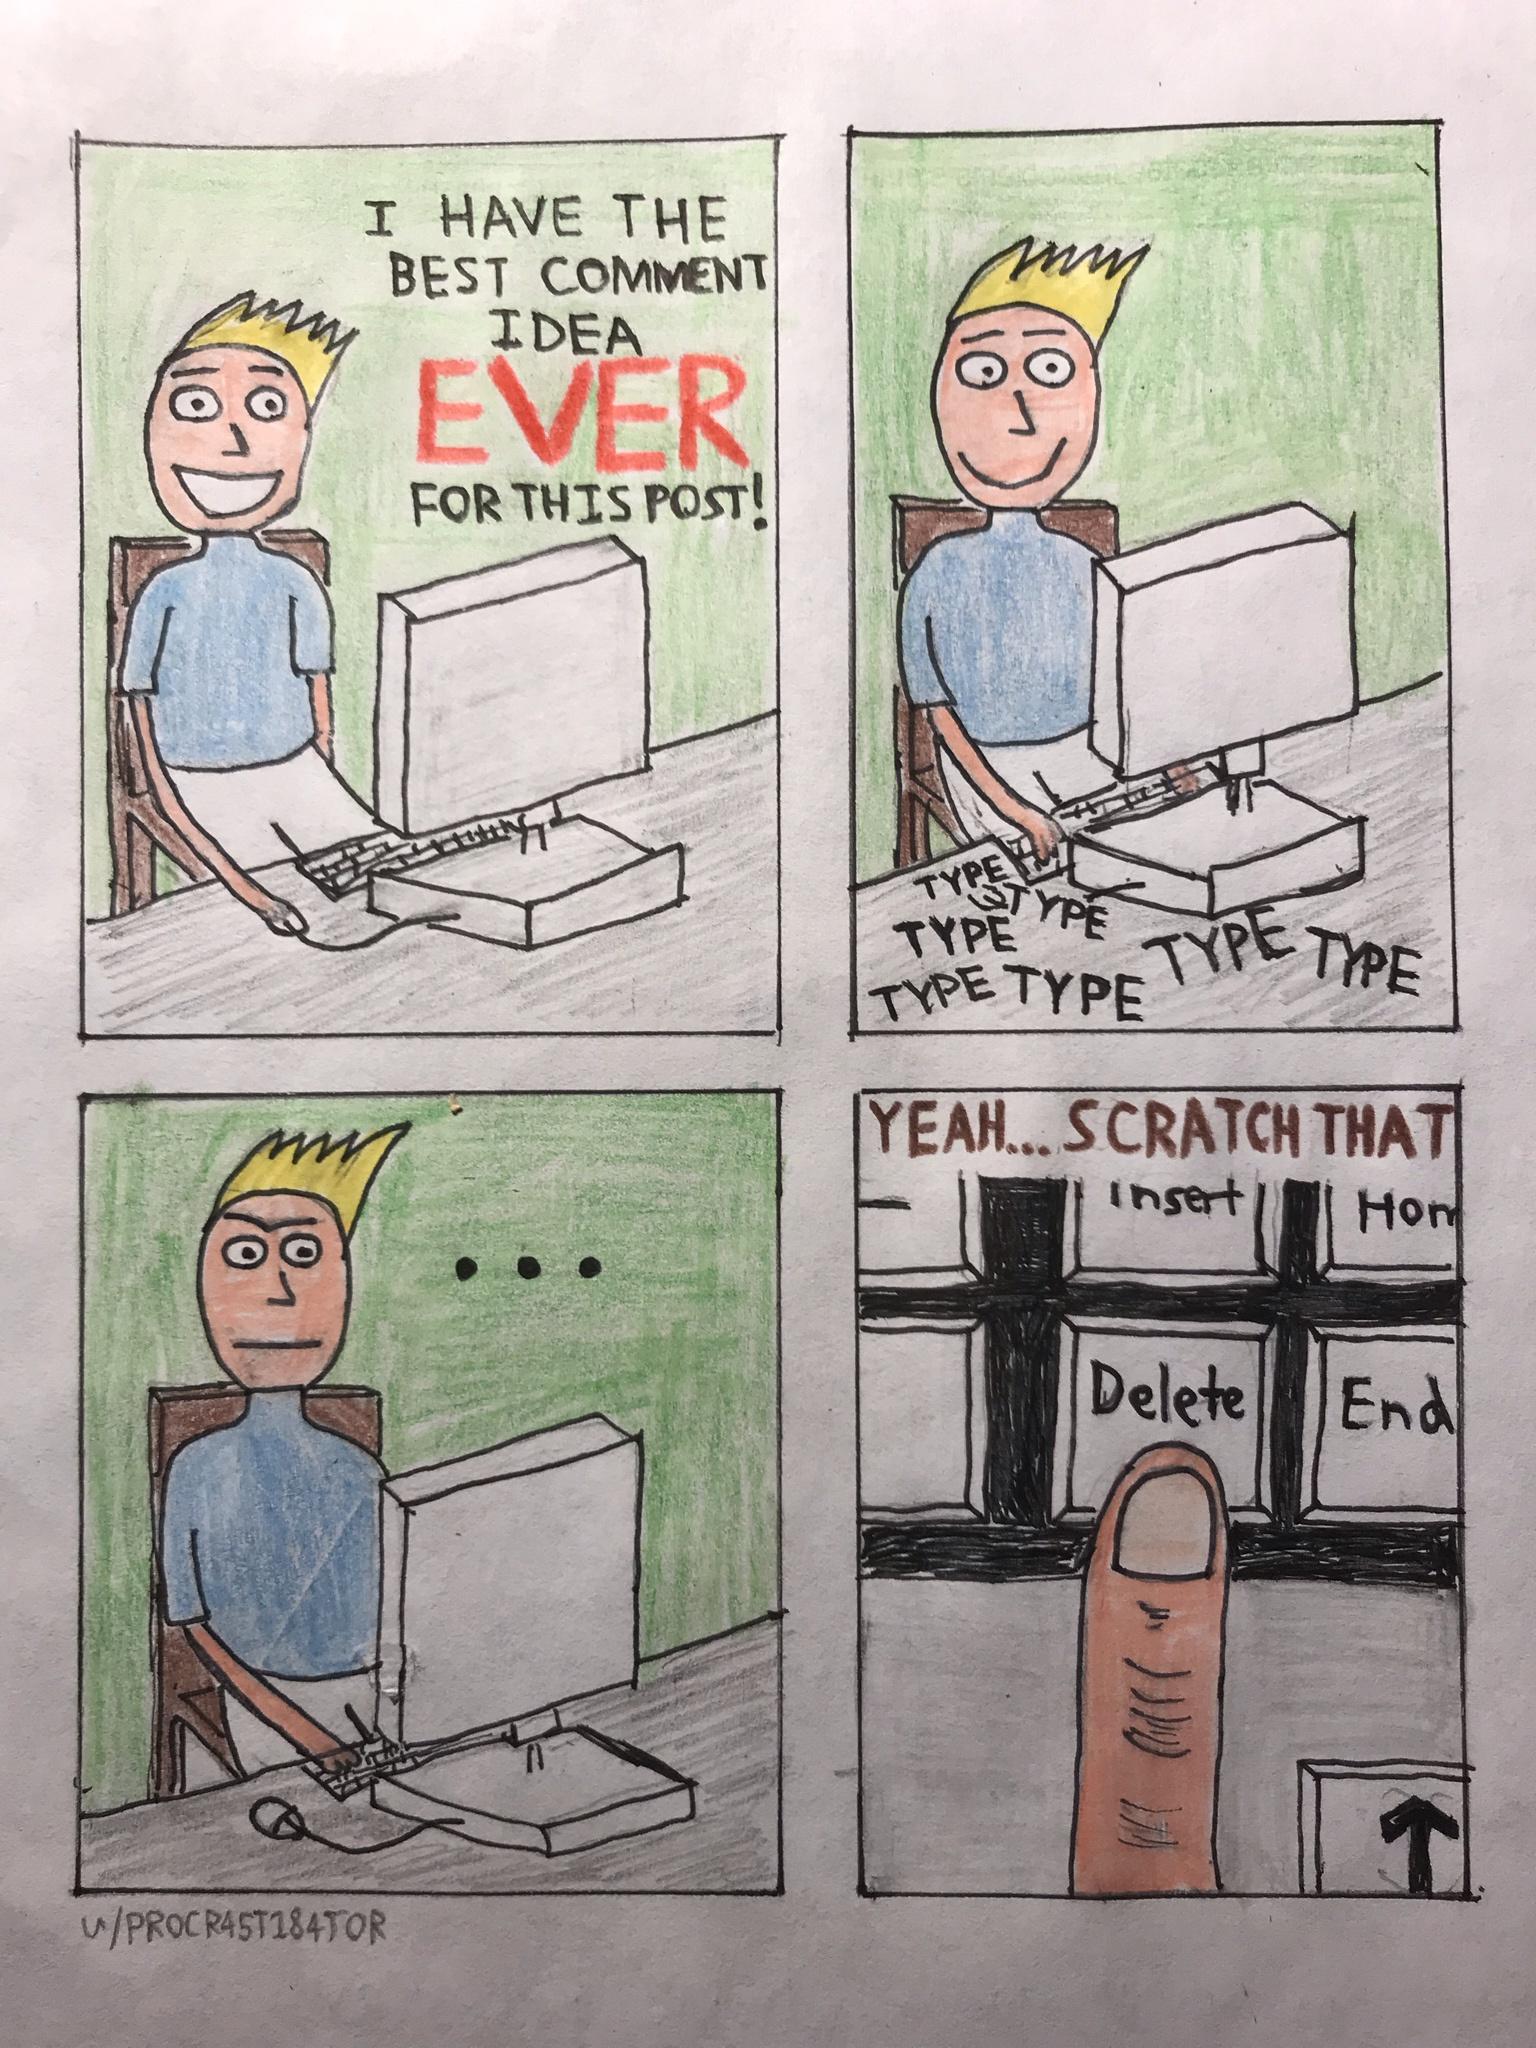 I HAVE THE
BEST COMMENT
IDEA
EVER
FOR THIS POST!
TYPE
TYPE
TYPE
TYPE TYPE
TYPE TYPE
...
YEAH... SCRATCH THAT
Insert
Hom
Delete
End
u/PROCR4ST184TOR